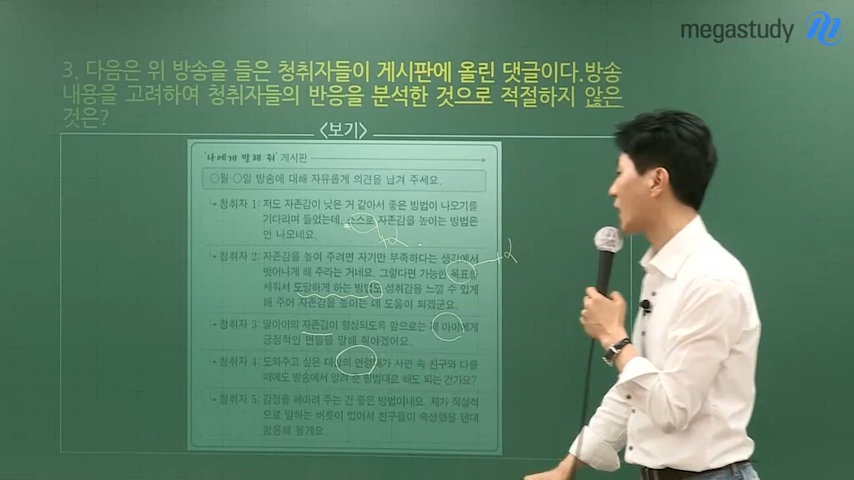 megastudy
3. 다음은 위 방송을 들은 청취자들이 게시판에 올린 댓글이다.방송
내용을 고려하여 청취자들의 반응을 분석한 것으로 적절하지 않은
것은?
<보기>
'나에게 말해 줘' 게시판
○월 ○일 방송에 대해 자유롭게 의견을 남겨 주세요.
청취자 1: 저도 자존감이 낮은 거 같아서 좋은 방법이 나오기를
기다리며 들었는데, 스스로 자존감을 높이는 방법은
안 나오네요.
+α
청취자 2: 자존감을 높여 주려면 자기만 부족하다는 생각에서
+α
벗어나게 해 주라는 거네요. 그렇다면 가능한 목표를
세워서 도달하게 하는 방법도 성취감을 느낄 수 있게
해 주어 자존감을 높이는 데 도움이 되겠군요.
청취자 3: 딸아이의 자존감이 향상되도록 앞으로는 제 아이에게
긍정적인 면들을 말해 줘야겠어요.
청취자 4: 도와주고 싶은 대상의 연령대가 사연 속 친구와 다를
때에도 방송에서 알려 준 방법대로 해도 되는 건가요?
청취자 5: 감정을 헤아려 주는 건 좋은 방법이네요. 제가 직설적
으로 말하는 버릇이 있어서 친구들이 속상했을 텐데
활용해 볼게요.